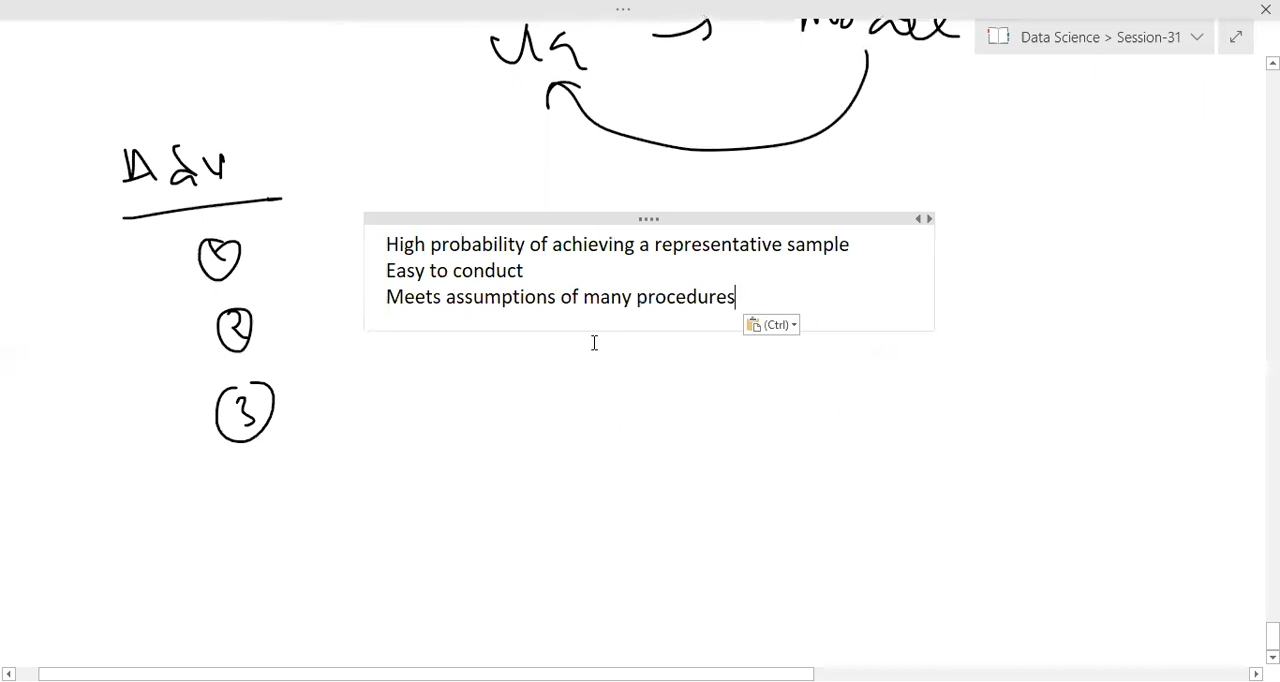 Data Science > Session-31
Adv
High probability of achieving a representative sample
Easy to conduct
Meets assumptions of many procedures
(Ctrl)
2
3